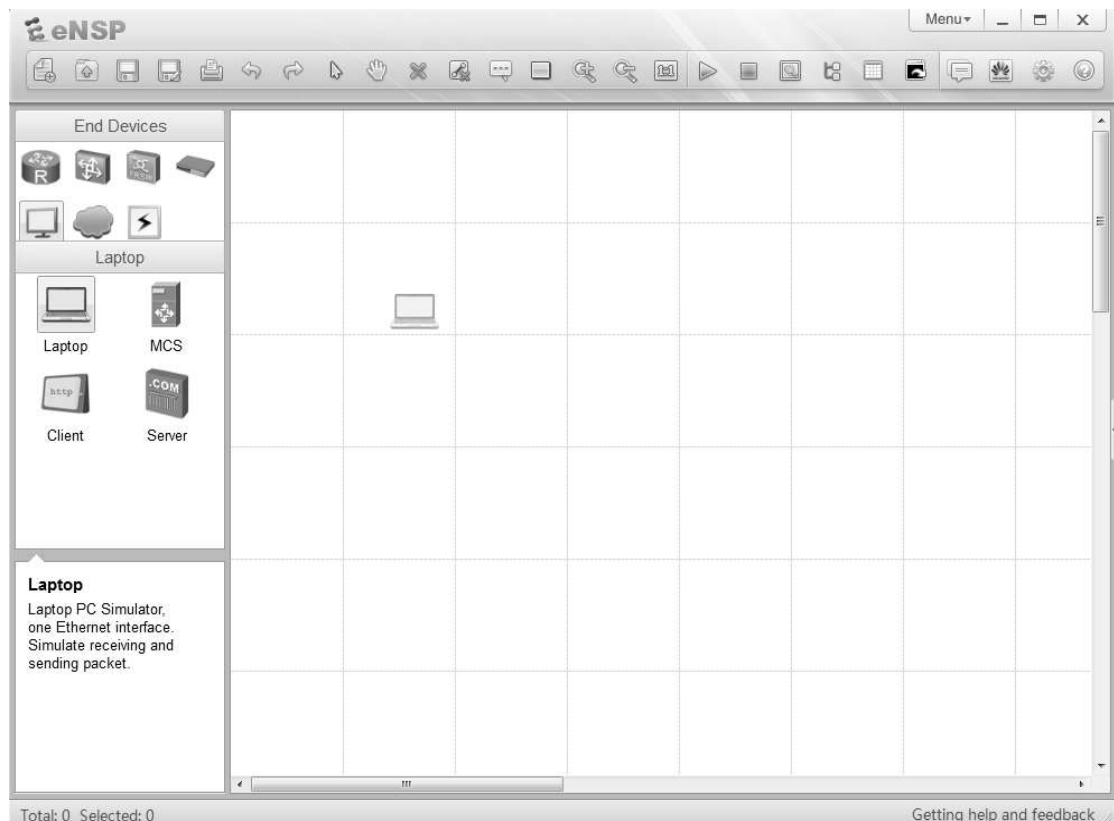 eNSP
Menu
End Devices
R
Laptop
Laptop
MCS
http
.COM
Client
Server
Laptop
Laptop PC Simulator,
one Ethernet interface.
Simulate receiving and
sending packet.
Total: 0 Selected: 0
Getting help and feedback